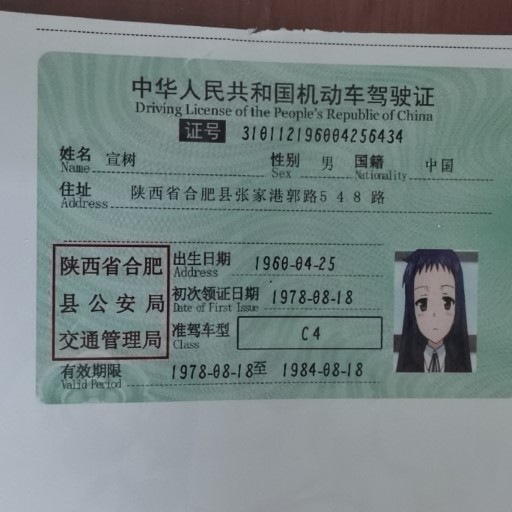 中华人民共和国机动车驾驶证
Driving License of the People's Republic of China
证号 310112196004256434
姓名 宣树 性别 男 国籍 中国
Name Sex Nationality
住址 陕西省合肥县张家港郭路548路
Address
陕西省合肥
县公安局
交通管理局
出生日期 1960-04-25
Address
初次领证日期 1978-08-18
Date of First Issue
准驾车型 C4
Class
有效期限 1978-08-18至 1984-08-18
Valid Period